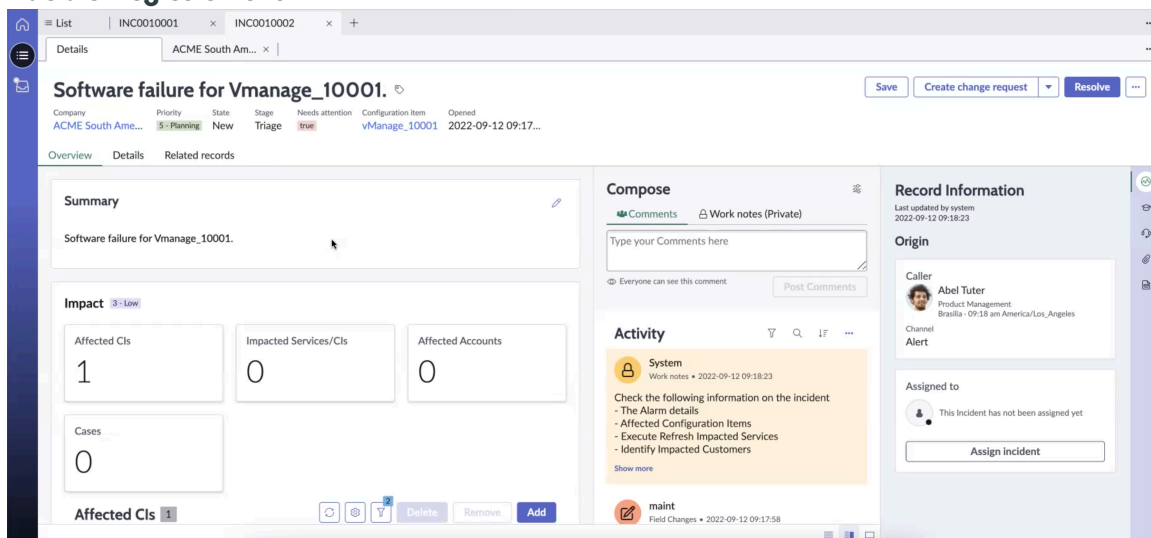 List
INC0010001 ×
INC0010002 × +
Details
ACME South Am... ×
Software failure for Vmanage_10001.
Save
Create change request
Resolve
...
Company
ACME South Ame...
Priority
5 - Planning
State
New
Stage
Triage
Needs attention
true
Configuration item
vManage_10001
Opened
2022-09-12 09:17...
Overview
Details
Related records
Summary
Software failure for Vmanage_10001.
Impact 3 - Low
Affected CIs
1
Impacted Services/CIs
0
Affected Accounts
0
Cases
0
Affected CIs 1
2
Delete
Remove
Add
Compose
Comments
Work notes (Private)
Type your Comments here
Everyone can see this comment
Post Comments
Activity
System
Work notes • 2022-09-12 09:18:23
Check the following information on the incident
- The Alarm details
- Affected Configuration Items
- Execute Refresh Impacted Services
- Identify Impacted Customers
Show more
maint
Field Changes • 2022-09-12 09:17:58
Record Information
Last updated by system
2022-09-12 09:18:23
Origin
Caller
Abel Tuter
Product Management
Brasilia - 09:18 am America/Los_Angeles
Channel
Alert
Assigned to
This Incident has not been assigned yet
Assign incident